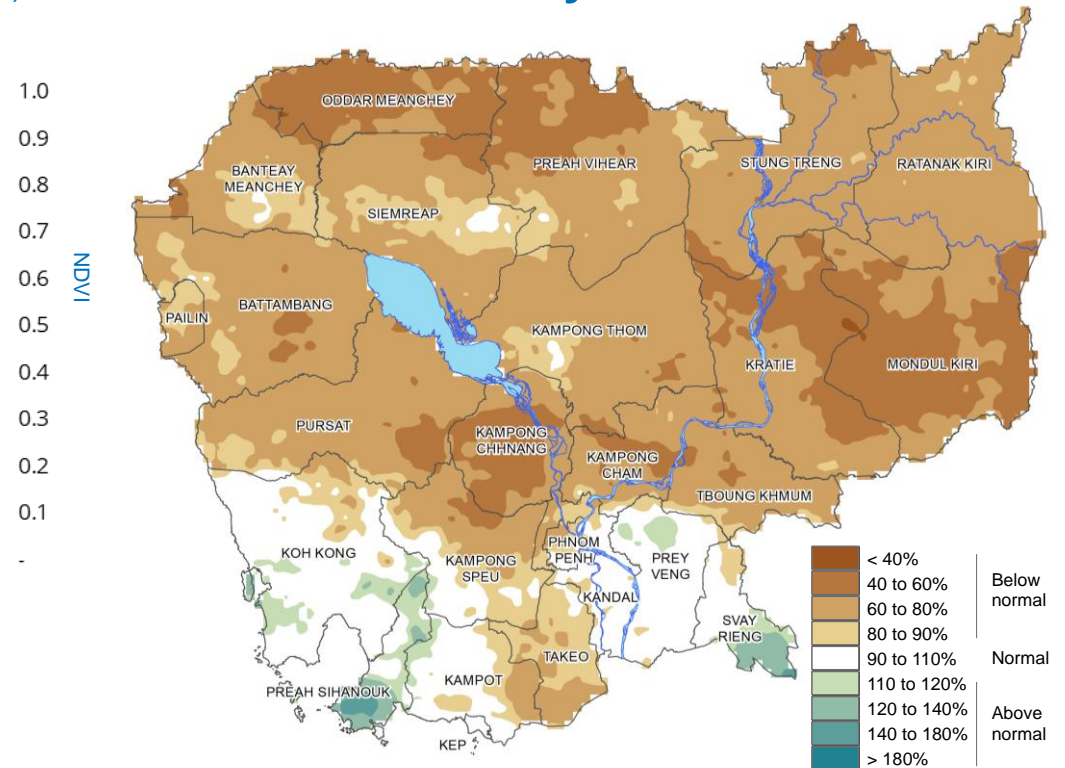 1.0
0.9
0.8
0.7
0.6
0.5
0.4
0.3
0.2
0.1
-
NDVI
ODDAR MEANCHEY
PREAH VIHEAR
STUNG TRENG
RATANAK KIRI
BANTEAY
MEANCHEY
SIEMREAP
BATTAMBANG
PAILIN
KAMPONG THOM
KRATIE
MONDUL KIRI
PURSAT
KAMPONG
CHHNANG
KAMPONG
CHAM
TBOUNG KHMUM
KOH KONG
KAMPONG
SPEU
PHNOM
PENH
PREY
VENG
KANDAL
SVAY
RIENG
TAKEO
KAMPOT
PREAH SIHANOUK
KEP
< 40%
40 to 60%
60 to 80%
80 to 90%
90 to 110%
110 to 120%
120 to 140%
140 to 180%
> 180%
Below
normal
Normal
Above
normal